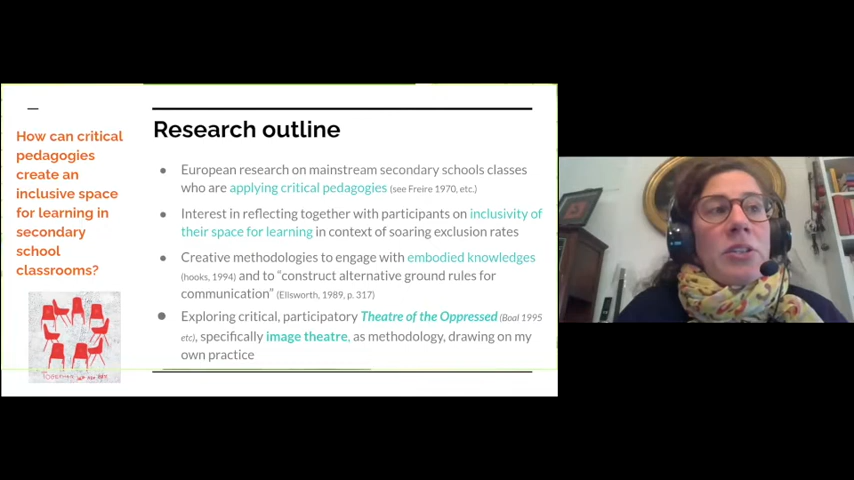 How can critical
pedagogies
create an
inclusive space
for learning in
secondary
school
classrooms?
Research outline
● European research on mainstream secondary schools classes
who are applying critical pedagogies (see Freire 1970, etc.)
● Interest in reflecting together with participants on inclusivity of
their space for learning in context of soaring exclusion rates
● Creative methodologies to engage with embodied knowledges
(hooks, 1994) and to “construct alternative ground rules for
communication” (Ellsworth, 1989, p. 317)
● Exploring critical, participatory Theatre of the Oppressed (Boal 1995
etc), specifically image theatre, as methodology, drawing on my
own practice